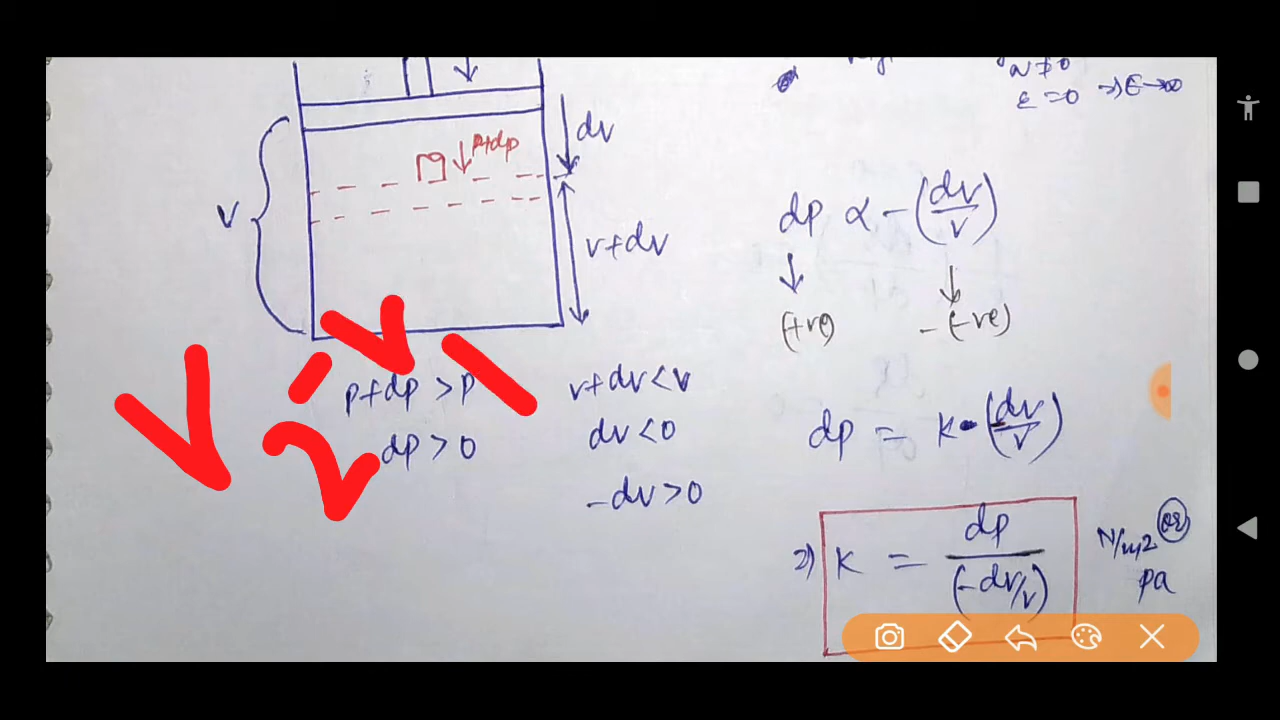 N ≠ 0
ε = 0 ⇒ E → ∞
dv
p+dp
V
v+dv
dp α - (dv/v)
(+ve) - (-ve)
p+dp > p v+dv < v
dp > 0 dv < 0
- dv > 0
dp = K - (dv/v)
⇒ K = dp/(-dv/v) N/m2 or
pa